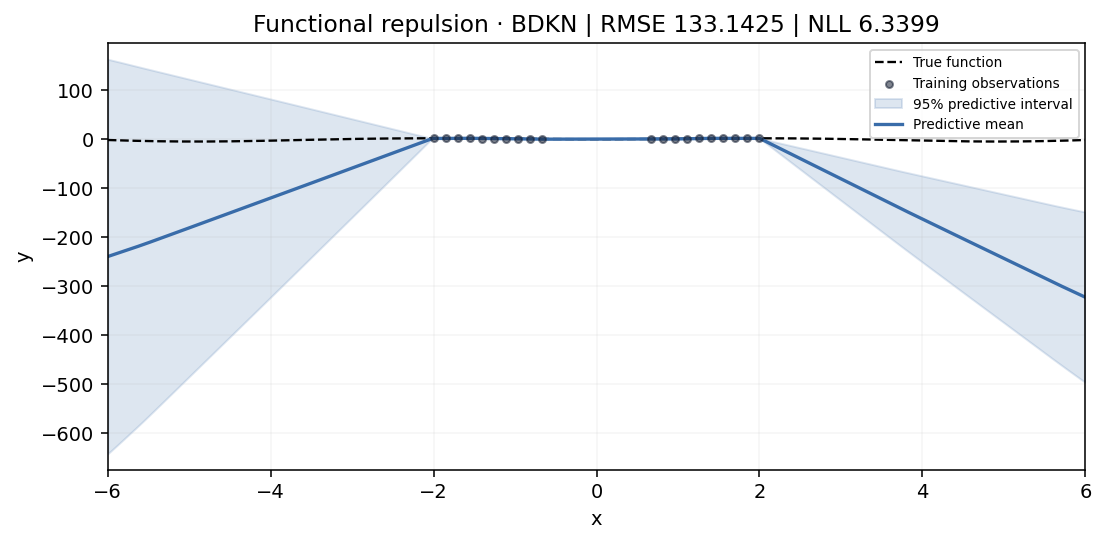 Functional repulsion · BDKN | RMSE 133.1425 | NLL 6.3399
True function
Training observations
95% predictive interval
Predictive mean
y
100
0
−100
−200
−300
−400
−500
−600
−6
−4
−2
0
2
4
6
x